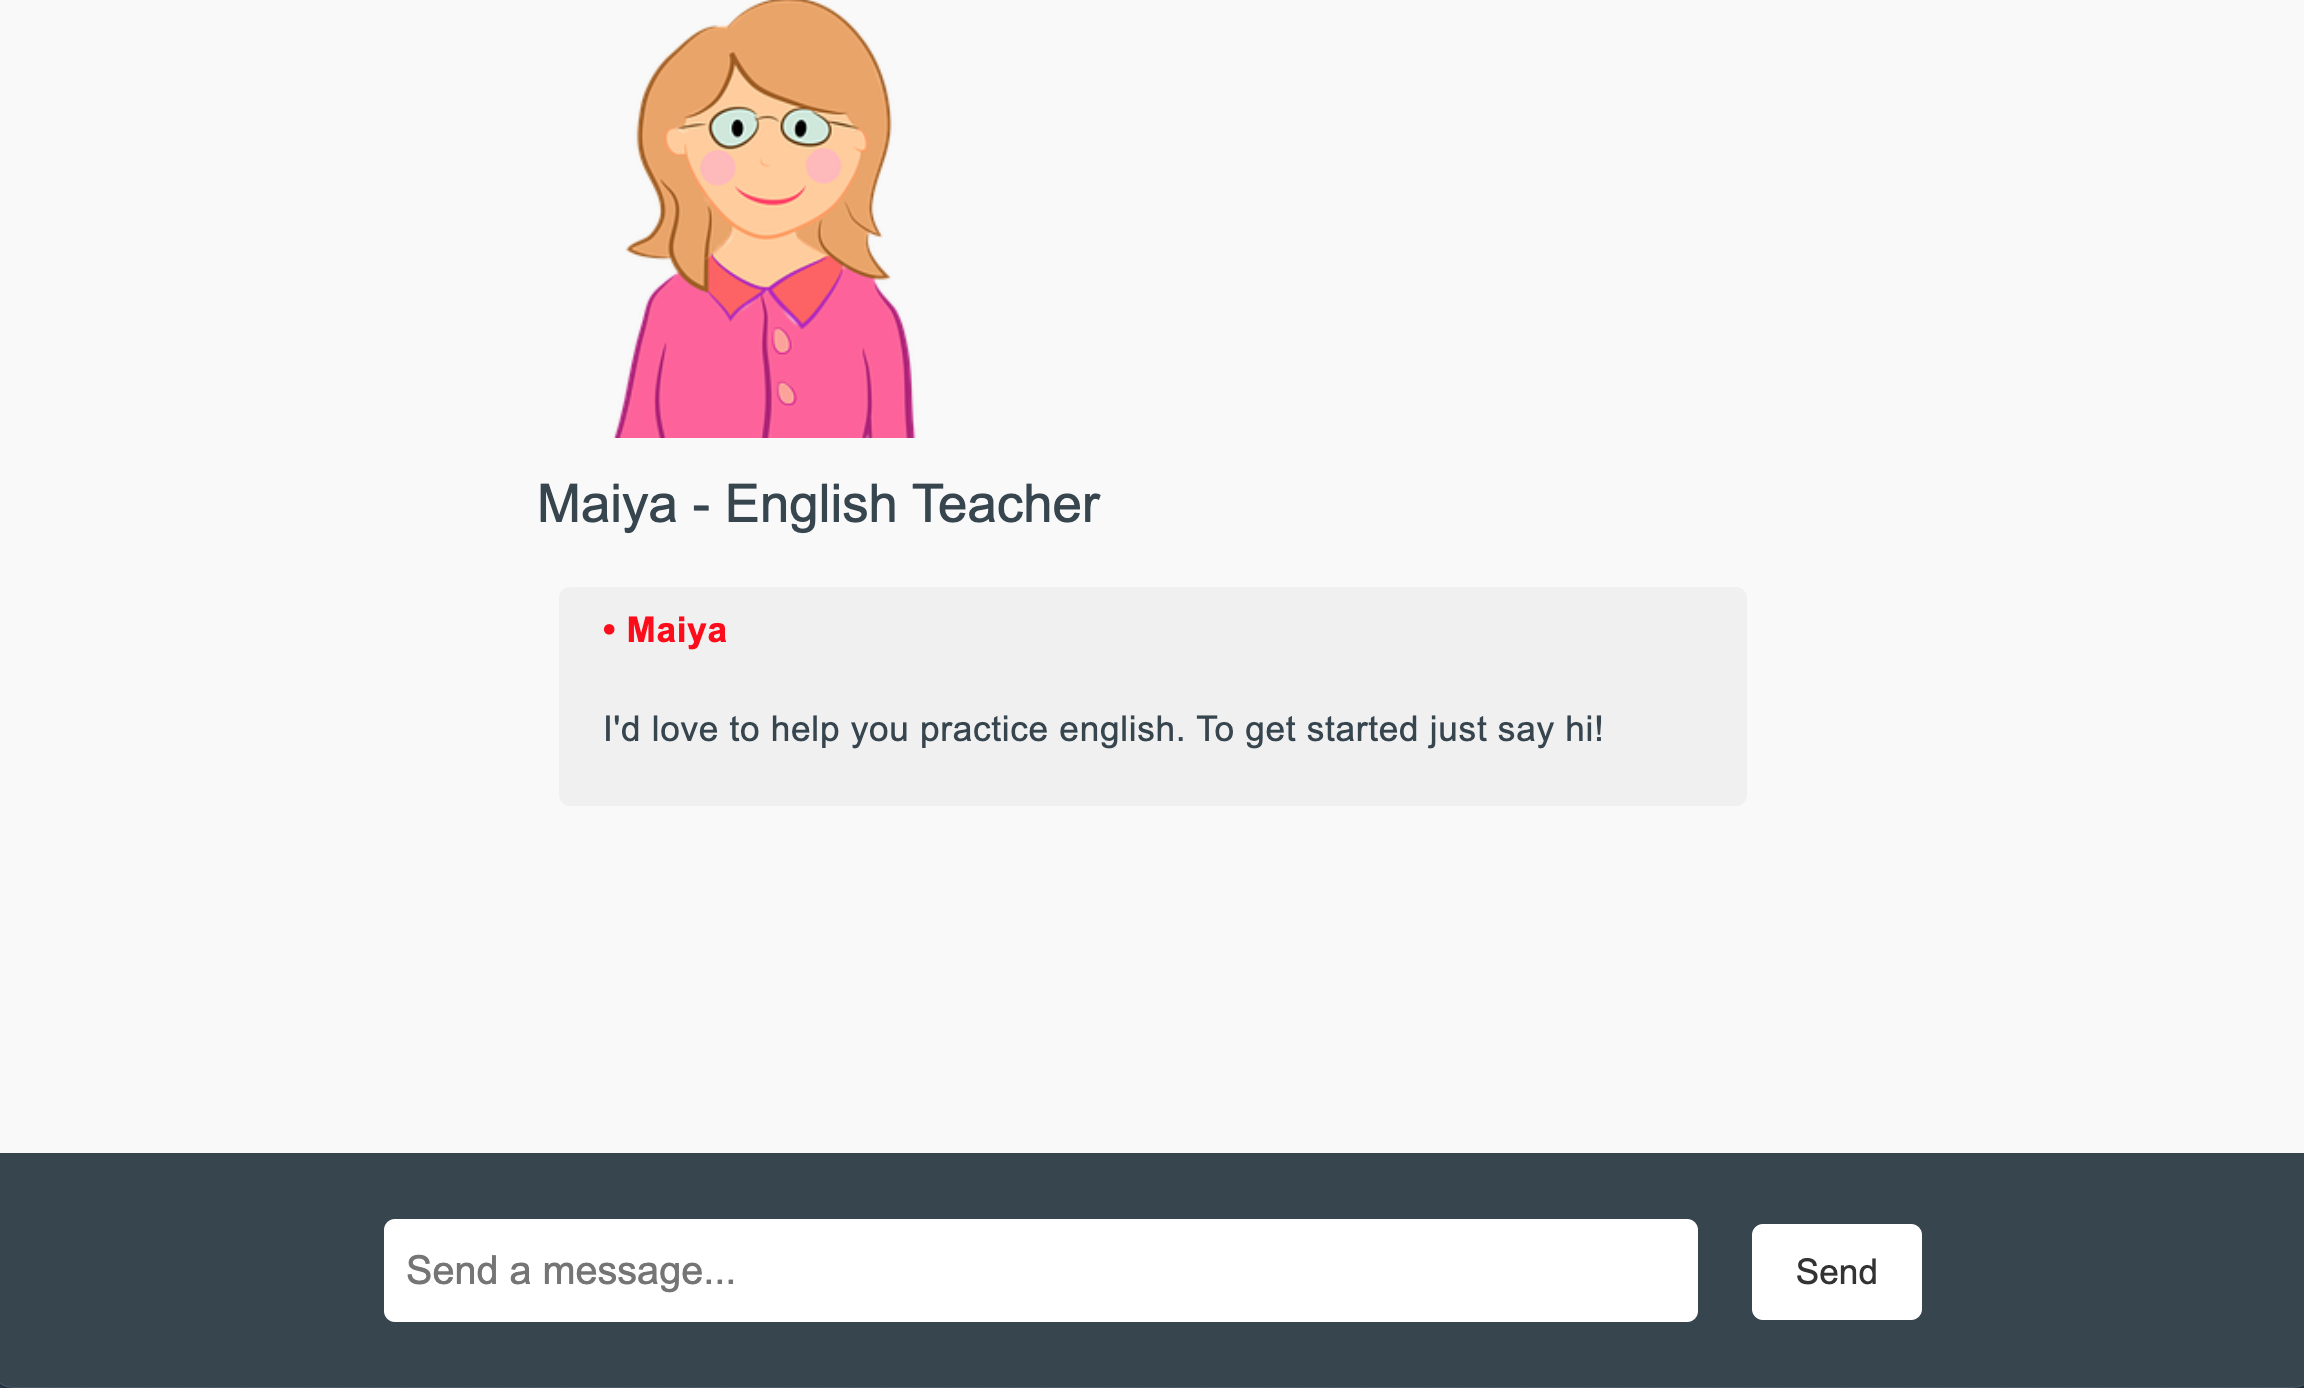 Maiya - English Teacher
• Maiya
I'd love to help you practice english. To get started just say hi!
Send a message...
Send